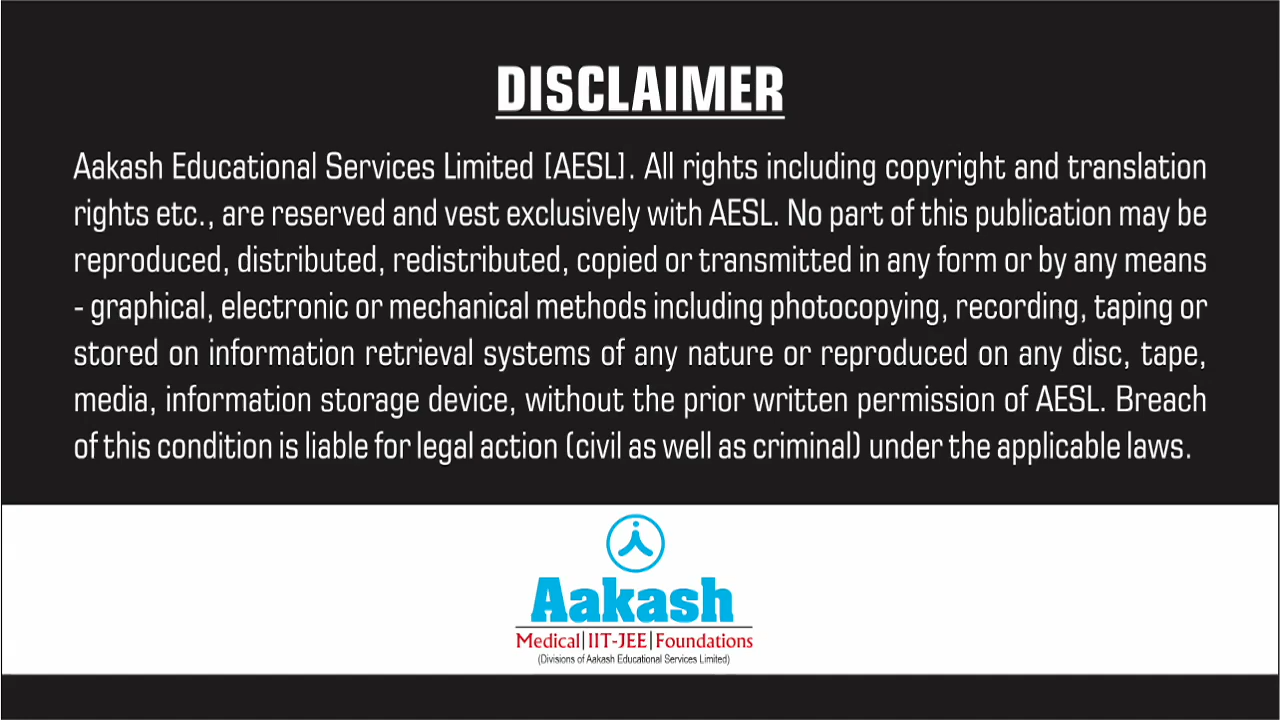 DISCLAIMER
Aakash Educational Services Limited [AESL]. All rights including copyright and translation
rights etc., are reserved and vest exclusively with AESL. No part of this publication may be
reproduced, distributed, redistributed, copied or transmitted in any form or by any means
- graphical, electronic or mechanical methods including photocopying, recording, taping or
stored on information retrieval systems of any nature or reproduced on any disc, tape,
media, information storage device, without the prior written permission of AESL. Breach
of this condition is liable for legal action (civil as well as criminal) under the applicable laws.
Aakash
Medical|IIT-JEE|Foundations
(Divisions of Aakash Educational Services Limited)